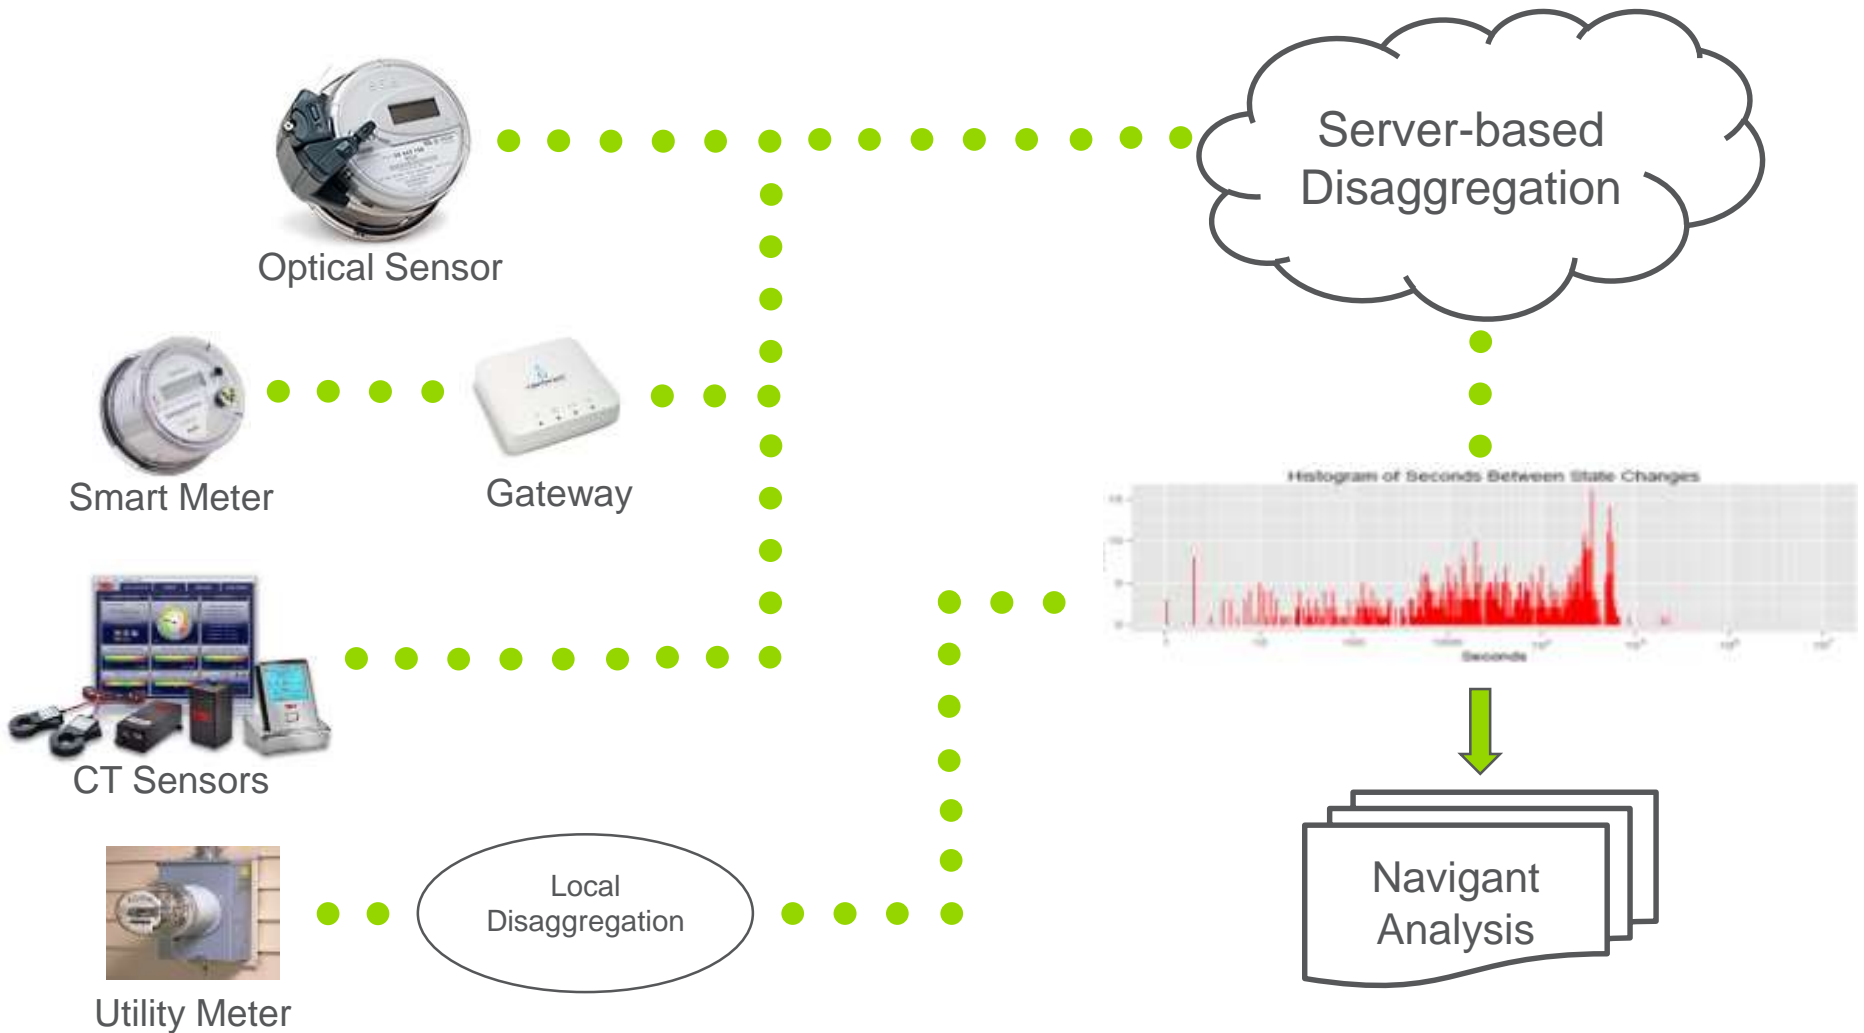 Server-based
Disaggregation
Optical Sensor
Smart Meter
Gateway
Histogram of Seconds Between State Changes
Seconds
CT Sensors
Local
Disaggregation
Navigant
Analysis
Utility Meter